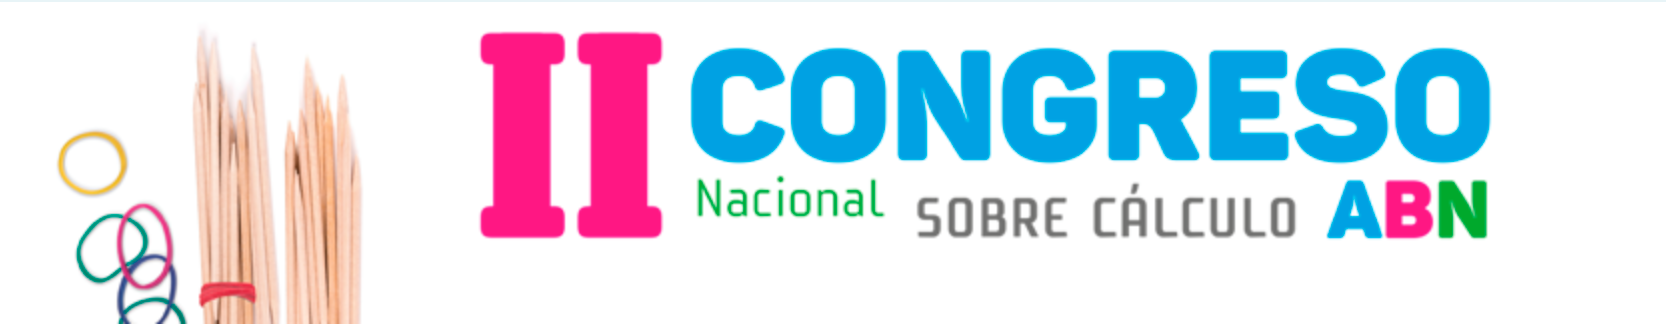 II CONGRESO
Nacional SOBRE CÁLCULO ABN